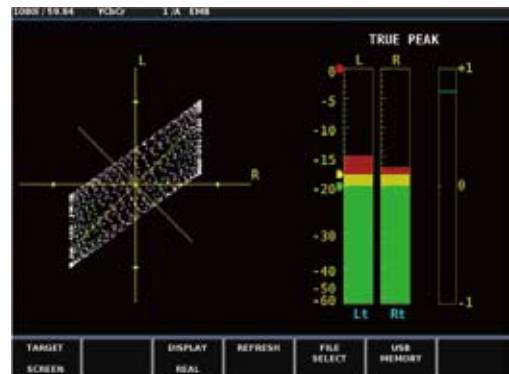 1080i / 59.94 YCbCr 1 /A EMB
TRUE PEAK
L
R
L R
0
-5
-10
-15
-20
-30
-40
-50
-60
+1
0
-1
Lt Rt
TARGET
SCREEN
DISPLAY
REAL
REFRESH
FILE
SELECT
USB
MEMORY